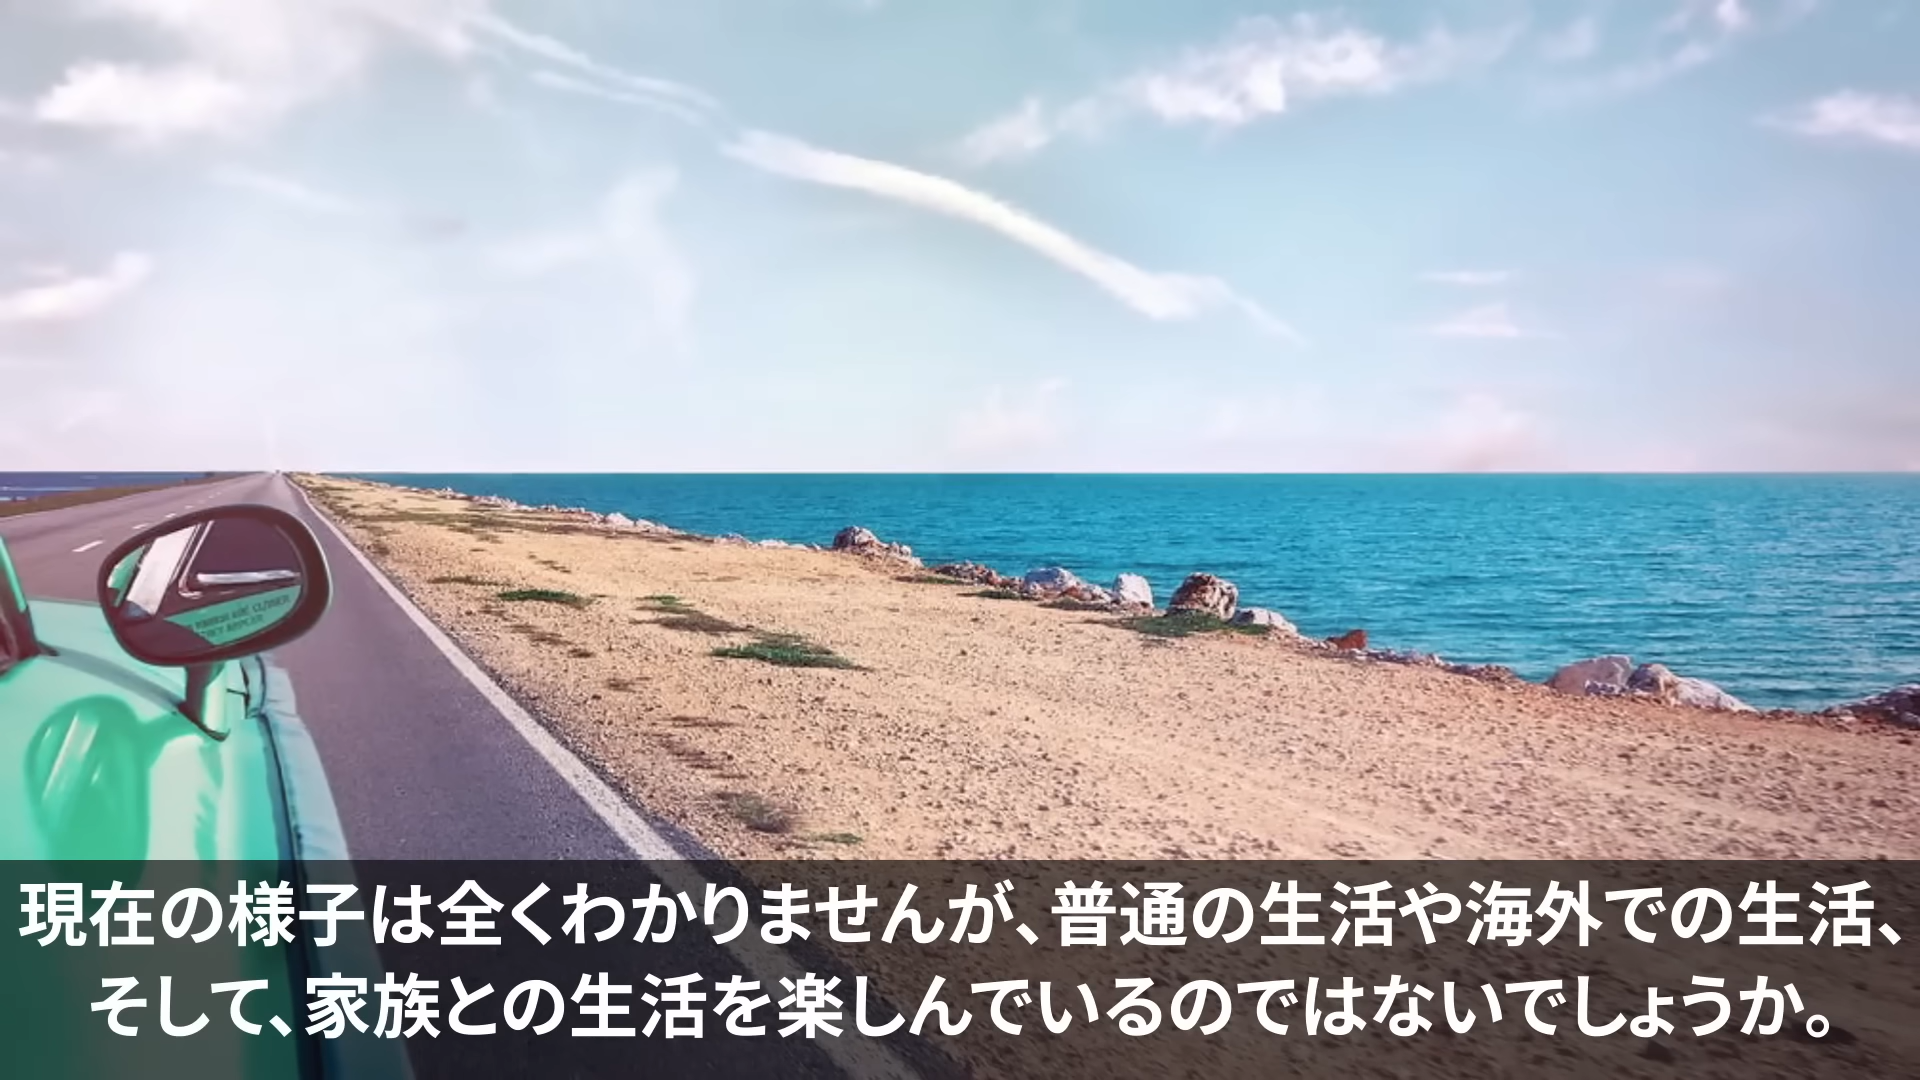 現在の様子は全くわかりませんが、普通の生活や海外での生活、
そして、家族との生活を楽しんでいるのではないでしょうか。